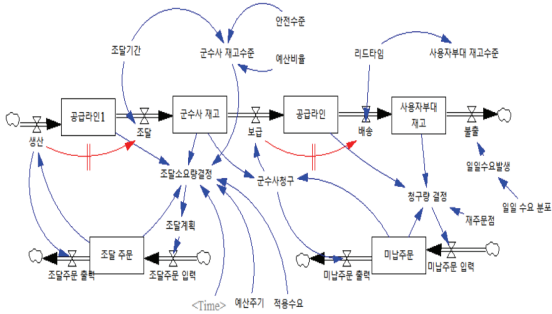 안전수준
조달기간
군수사 재고수준
예산비률
리드타임
사용자부대 재고수준
공급라인1
군수사 재고
공급라인
사용자부대
재고
생산
조달
보급
배송
불출
일일수요발생
조달소요량결정
군수사청구
청구량 결정
일일 수요 분포
재주문점
조달계획
조달 주문
미납주문
조달주문 출력
조달주문 입력
미납주문 출력
미납주문 입력
<Time>
예산주기
적용수요